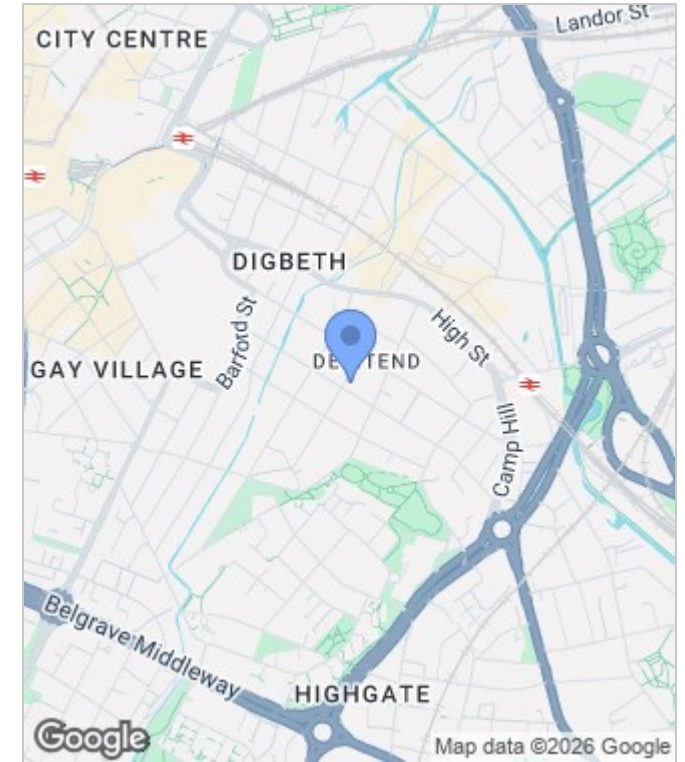 Landor St
CITY CENTRE
DIGBETH
Barford St
High St
DE TEND
GAY VILLAGE
Camp Hill
Belgrave Middleway
HIGHGATE
Google
Map data ©2026 Google